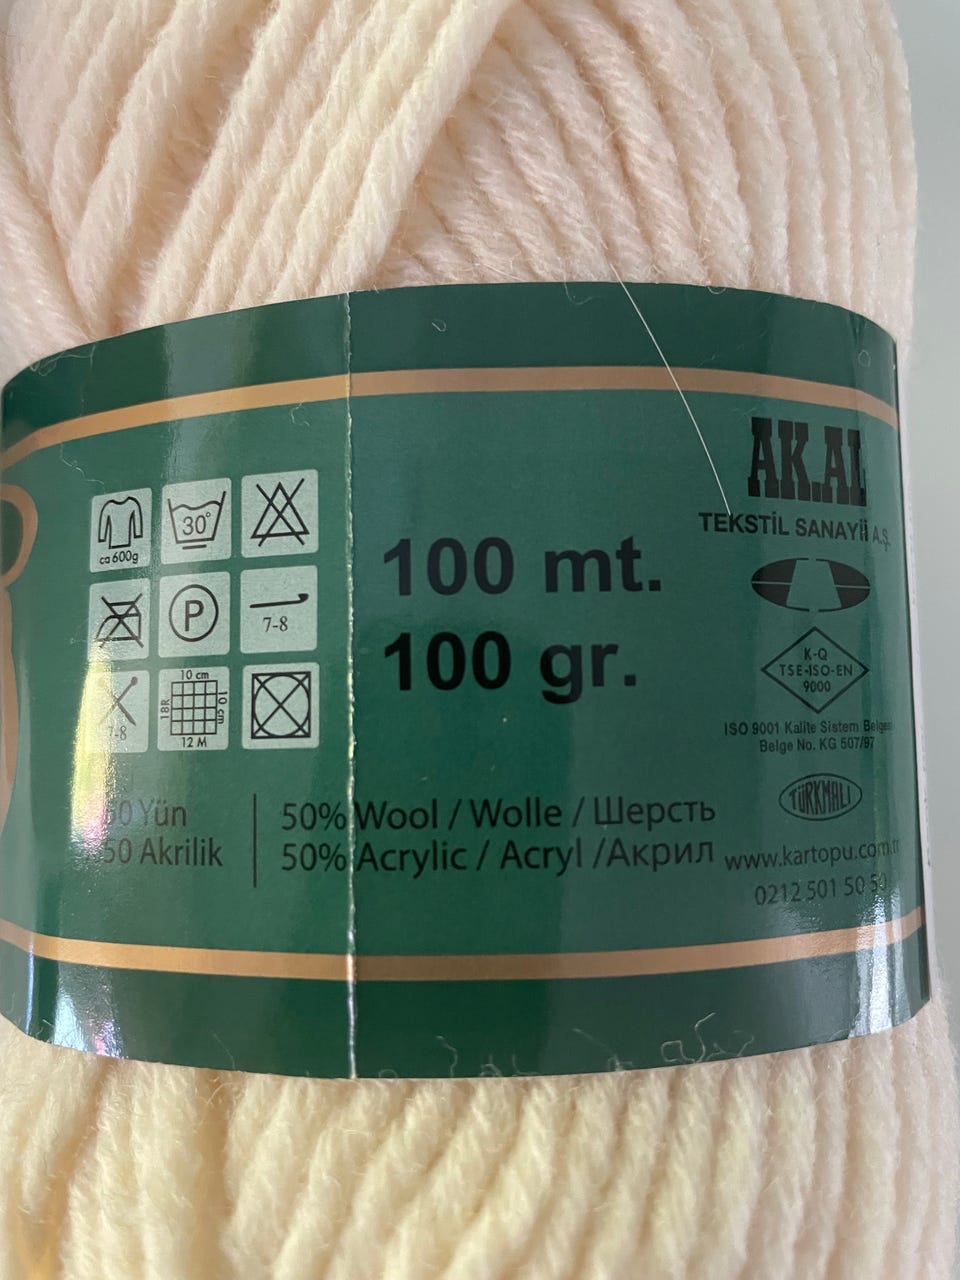 ca 600g
30°
P
7-8
7-8
10 cm
10 cm
18R
12 M
100 mt.
100 gr.
50 Yün
50 Akrilik
50% Wool / Wolle / Шерсть
50% Acrylic / Acryl /Акрил
AK.AL
TEKSTİL SANAYİİ A.Ş.
K-Q
TSE-ISO-EN
9000
ISO 9001 Kalite Sistem Belgesi
Belge No. KG 507/97
TÜRKMALI
www.kartopu.com.tr
0212 501 50 50